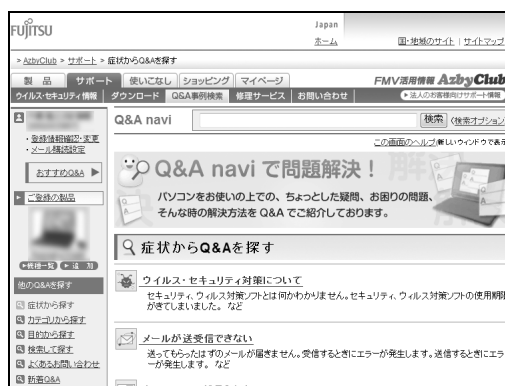 FUJITSU
Japan
ホーム
国・地域のサイト | サイトマップ
> AzbyClub > サポート > 症状からQ&Aを探す
製 品 サポート 使いこなし ショッピング マイページ
FMV活用情報 AzbyClub
ウイルス・セキュリティ情報 ダウンロード Q&A事例検索 修理サービス お問い合わせ
法人のお客様向けサポート情報
・登録情報確認・変更
・メール購読設定
おすすめQ&A
ご登録の製品
機種一覧 追 加
他のQ&Aを探す
症状から探す
カテゴリから探す
目的から探す
検索して探す
よくあるお問い合わせ
新着Q&A
Q&A navi 検索 (検索オプション
この画面のヘルプ(新しいウィンドウで表示
Q&A navi で問題解決!
パソコンをお使いの上での、ちょっとした疑問、お困りの問題、
そんな時の解決方法を Q&A でご紹介しております。
症状からQ&Aを探す
ウイルス・セキュリティ対策について
セキュリティ、ウィルス対策ソフトとは何かわかりません。セキュリティ、ウィルス対策ソフトの使用期限
がきてしまいました。 など
メールが送受信できない
送ってもらったはずのメールが届きません。受信するときにエラーが発生します。送信するときにエラ
ーが発生します。 など